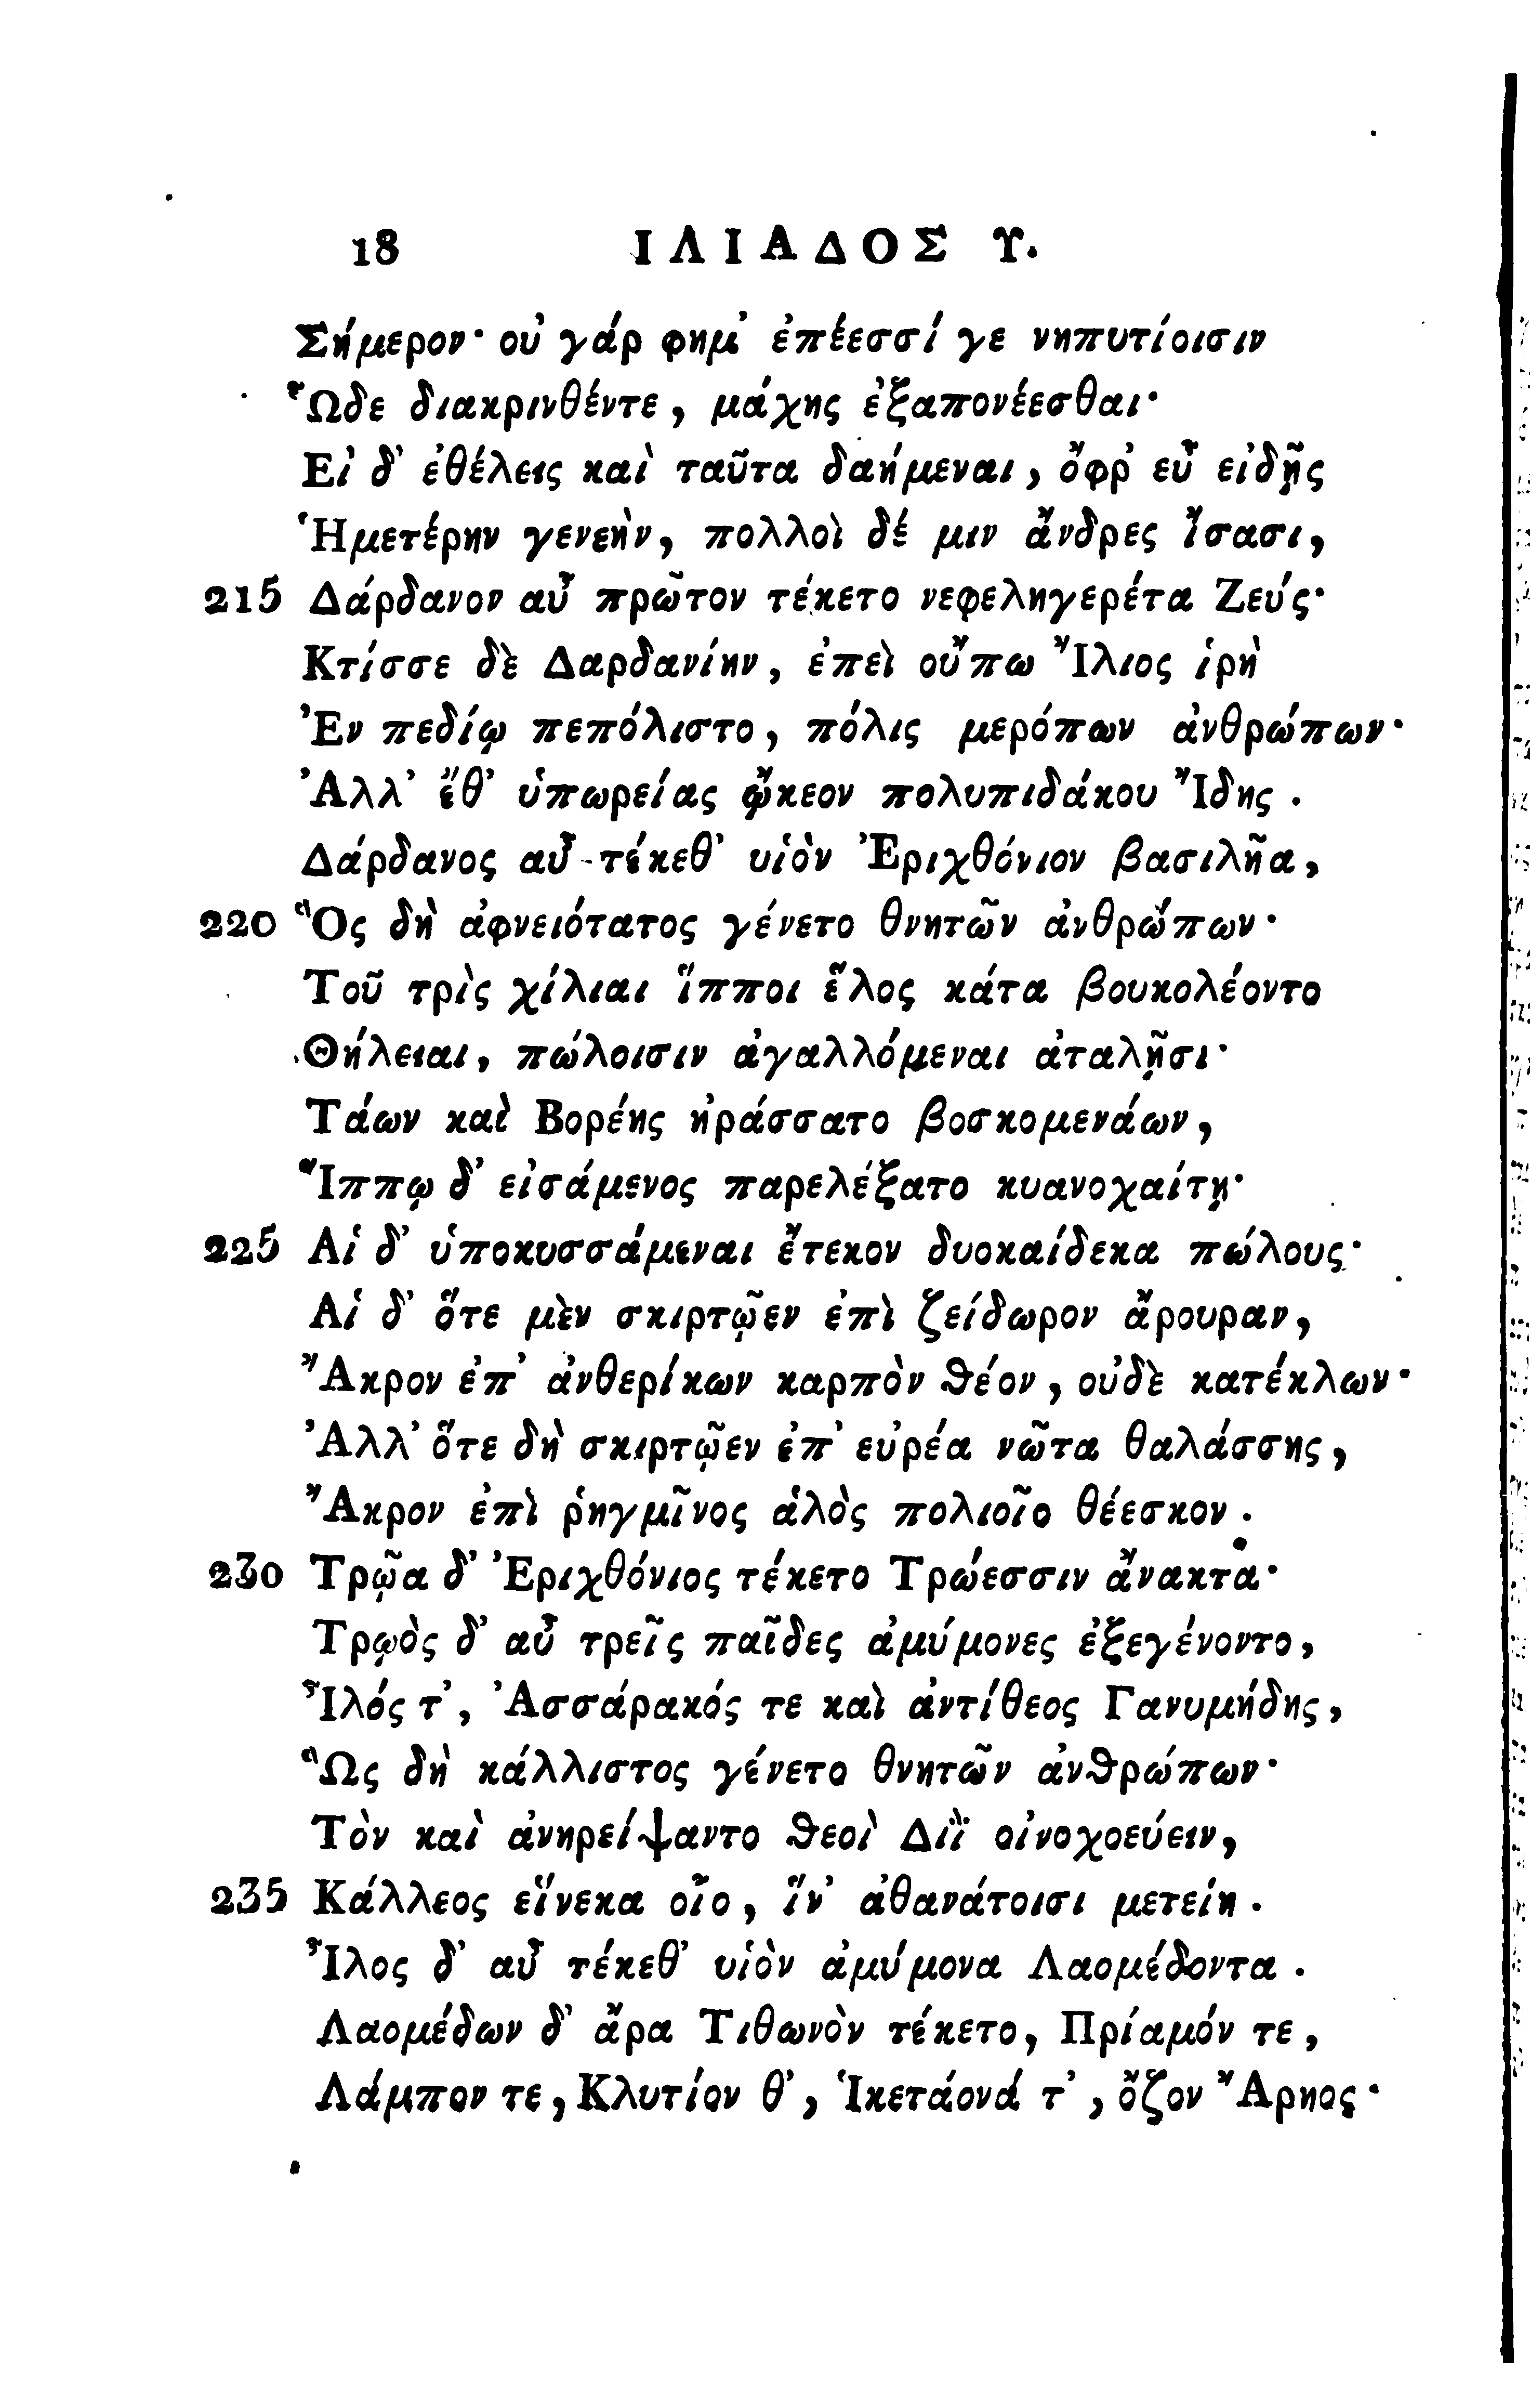 18 ΙΛΙΑΔΟΣ Υ.
Σήμερον· οὐ γάρ φημ' ἐπέεσσί γε νηπυτίοισιν
Ὧδε διακρινθέντε, μάχης ἐξαπονέεσθαι·
Εἰ δ' ἐθέλεις καὶ ταῦτα δαήμεναι, ὄφρ' εὖ εἰδῇς
Ἡμετέρην γενεὴν, πολλοὶ δέ μιν ἄνδρες ἴσασι,
215 Δάρδανον αὖ πρῶτον τέκετο νεφεληγερέτα Ζεύς·
Κτίσσε δὲ Δαρδανίην, ἐπεὶ οὔπω Ἴλιος ἱρὴ
Ἐν πεδίῳ πεπόλιστο, πόλις μερόπων ἀνθρώπων·
Ἀλλ' ἔθ' ὑπωρείας ᾤκεον πολυπιδάκου Ἴδης.
Δάρδανος αὖ τέκεθ' υἱὸν Ἐριχθόνιον βασιλῆα,
220 Ὃς δὴ ἀφνειότατος γένετο θνητῶν ἀνθρώπων·
Τοῦ τρὶς χίλιαι ἵπποι ἕλος κάτα βουκολέοντο
Θήλειαι, πώλοισιν ἀγαλλόμεναι ἀταλῇσι·
Τάων καὶ Βορέης ἠράσσατο βοσκομενάων,
Ἵππῳ δ' εἰσάμενος παρελέξατο κυανοχαίτῃ·
225 Αἱ δ' ὑποκυσσάμεναι ἔτεκον δυοκαίδεκα πώλους·
Αἱ δ' ὅτε μὲν σκιρτῷεν ἐπὶ ζείδωρον ἄρουραν,
Ἄκρον ἐπ' ἀνθερίκων καρπὸν θέον, οὐδὲ κατέκλων·
Ἀλλ' ὅτε δὴ σκιρτῷεν ἐπ' εὐρέα νῶτα θαλάσσης,
Ἄκρον ἐπὶ ῥηγμῖνος ἁλὸς πολιοῖο θέεσκον.
230 Τρῷα δ' Ἐριχθόνιος τέκετο Τρώεσσιν ἄνακτα·
Τρῳὸς δ' αὖ τρεῖς παῖδες ἀμύμονες ἐξεγένοντο,
Ἶλός τ', Ἀσσάρακός τε καὶ ἀντίθεος Γανυμήδης,
Ὣς δὴ κάλλιστος γένετο θνητῶν ἀνθρώπων·
Τὸν καὶ ἀνηρείψαντο θεοὶ Διῒ οἰνοχοεύειν,
235 Κάλλεος εἵνεκα οἷο, ἵν' ἀθανάτοισι μετείη.
Ἶλος δ' αὖ τέκεθ' υἱὸν ἀμύμονα Λαομέδοντα.
Λαομέδων δ' ἄρα Τιθωνὸν τέκετο, Πρίαμόν τε,
Λάμπον τε, Κλυτίον θ', Ἱκετάονά τ', ὄζον Ἄρηος·